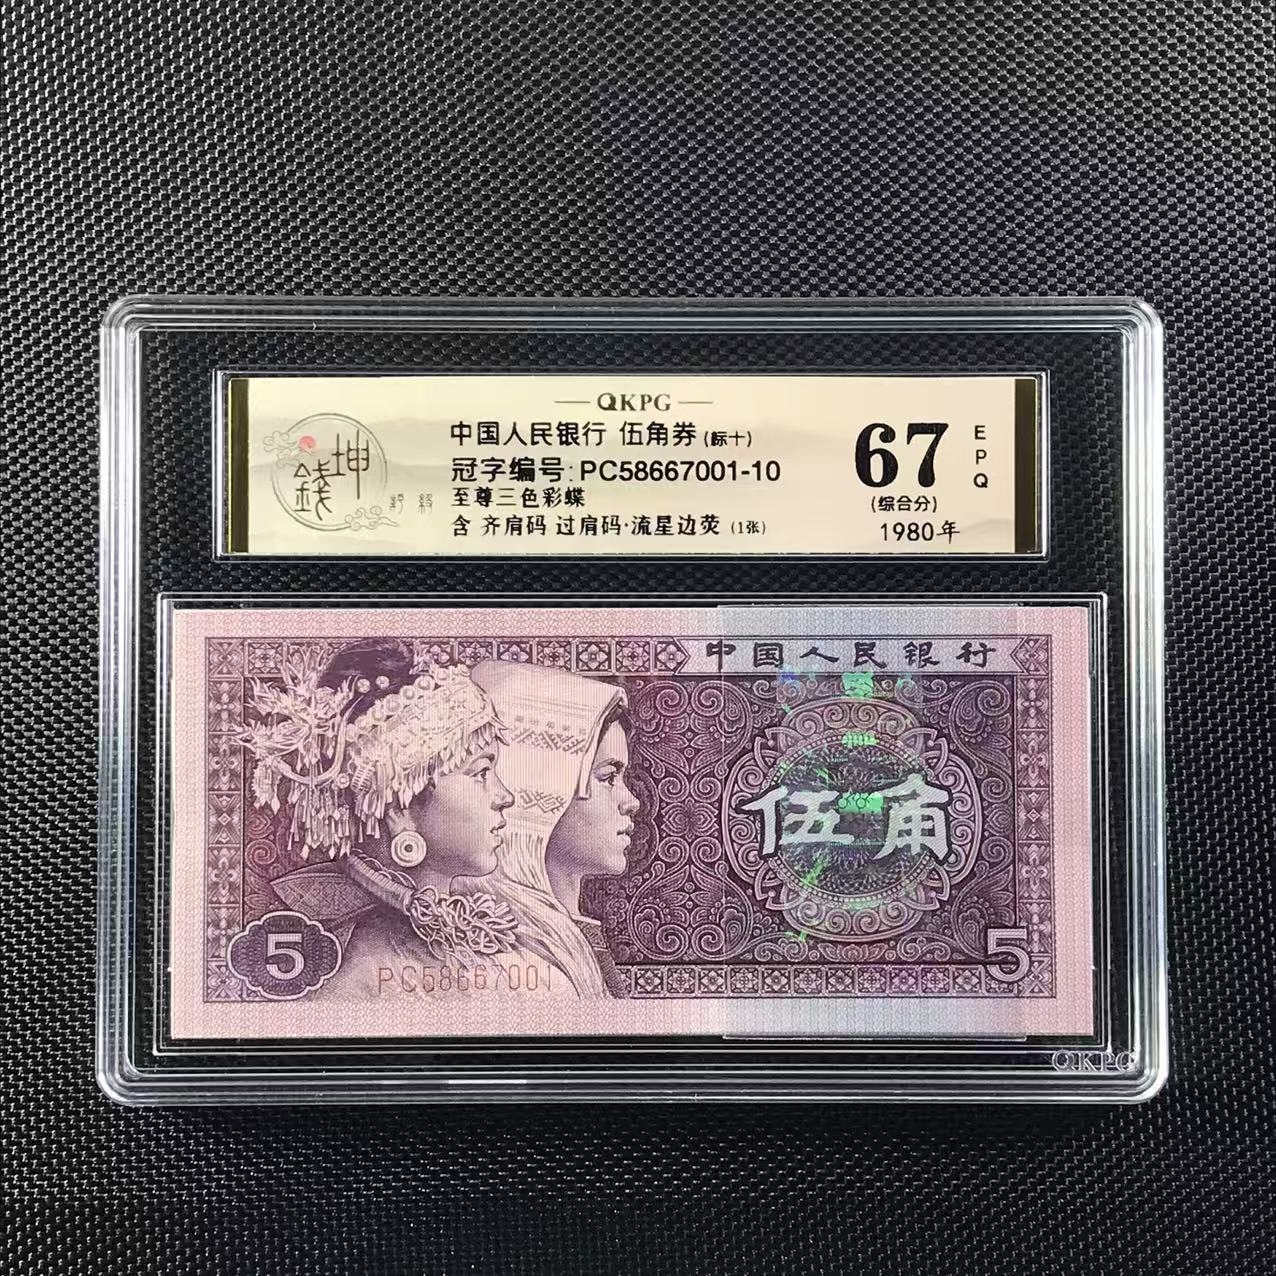 QKPG
中国人民银行 伍角券(标十)
冠字编号: PC58667001-10
至尊三色彩蝶
含 齐肩码 过肩码·流星边荧 (1张)
坤
錢
評級
67
EPQ
(综合分)
1980年
中国人民银行
伍角
5
PC58667001
5
QKPG